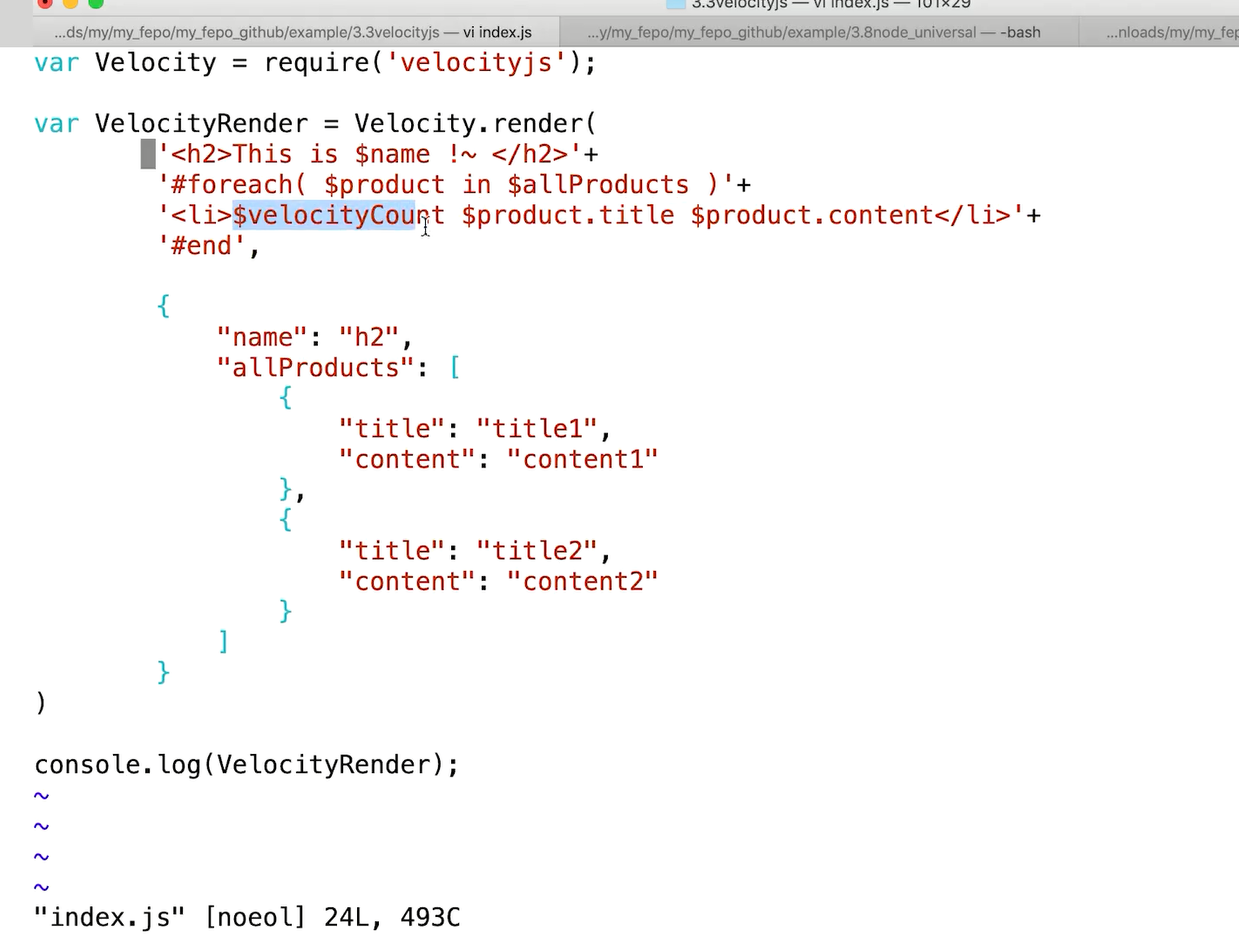 3.3velocityjs — vi index.js — 101×29
...ds/my/my_fepo/my_fepo_github/example/3.3velocityjs — vi index.js
...y/my_fepo/my_fepo_github/example/3.8node_universal — -bash
...nloads/my/my_fep
var Velocity = require('velocityjs');
var VelocityRender = Velocity.render(
'<h2>This is $name !~ </h2>'+
'#foreach( $product in $allProducts )'+
'<li>$velocityCount $product.title $product.content</li>'+
'#end',
{
"name": "h2",
"allProducts": [
{
"title": "title1",
"content": "content1"
},
{
"title": "title2",
"content": "content2"
}
]
}
)
console.log(VelocityRender);
~
~
~
~
"index.js" [noeol] 24L, 493C